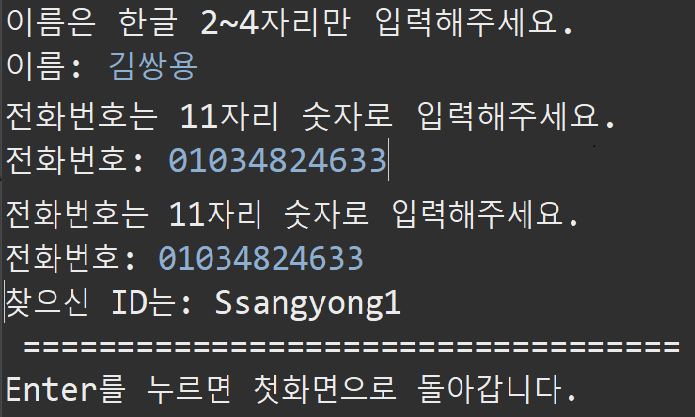 이름은 한글 2~4자리만 입력해주세요.
이름: 김쌍용
전화번호는 11자리 숫자로 입력해주세요.
전화번호: 01034824633
전화번호는 11자리 숫자로 입력해주세요.
전화번호: 01034824633
찾으신 ID는: Ssangyong1
==================================
Enter를 누르면 첫화면으로 돌아갑니다.